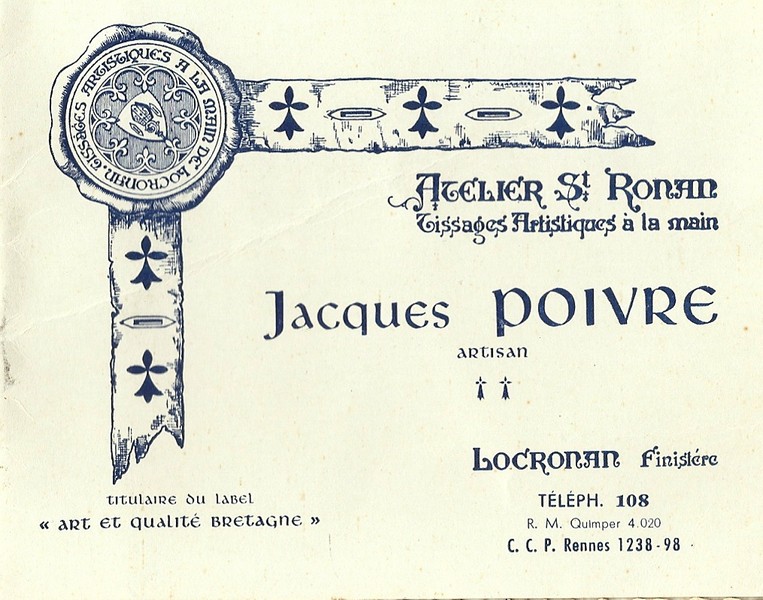 TISSAGES ARTISTIQUES A LA MAIN DE LOCRONAN.
ATELIER St RONAN
Tissages Artistiques à la main
Jacques POIVRE
ARTISAN
LOCRONAN Finistére
TÉLÉPH. 108
R. M. Quimper 4.020
C. C. P. Rennes 1238-98
titulaire du label
« ART et qualité BRETAGNE »